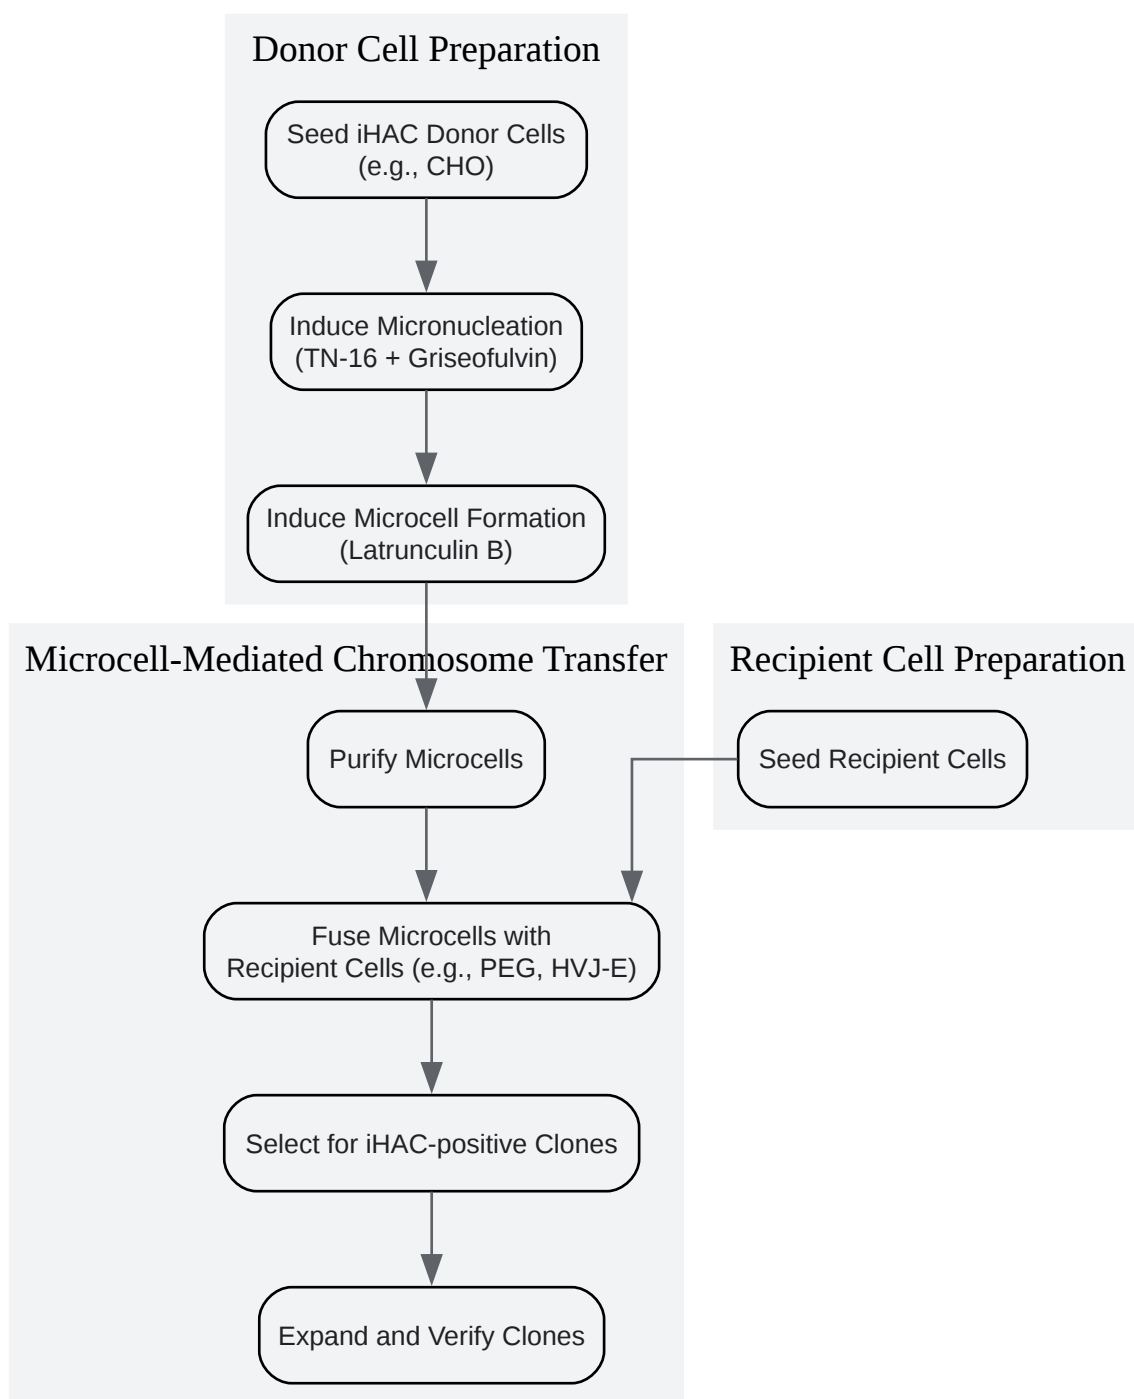 Donor Cell Preparation
Seed iHAC Donor Cells
(e.g., CHO)
Induce Micronucleation
(TN-16 + Griseofulvin)
Induce Microcell Formation
(Latrunculin B)
Microcell-Mediated Chromosome Transfer
Recipient Cell Preparation
Purify Microcells
Seed Recipient Cells
Fuse Microcells with
Recipient Cells (e.g., PEG, HVJ-E)
Select for iHAC-positive Clones
Expand and Verify Clones